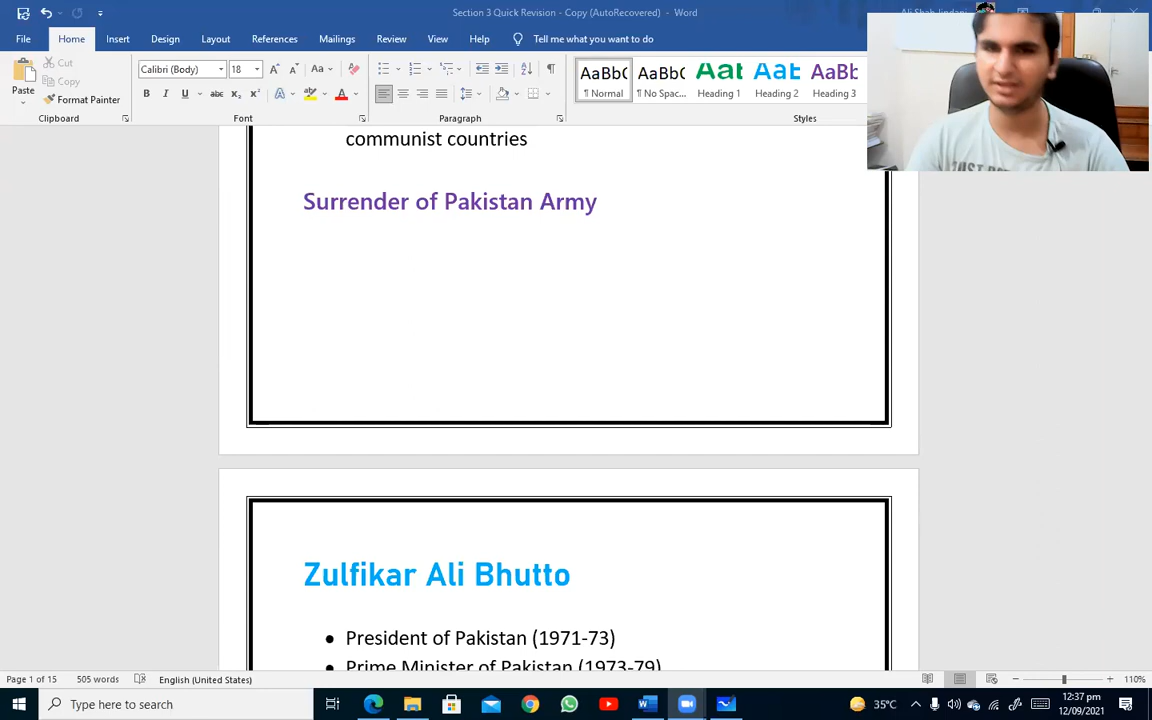 Section 3 Quick Revision - Copy (AutoRecovered) - Word
Ali Shah Jindani
File Home Insert Design Layout References Mailings Review View Help Tell me what you want to do
Paste
Cut
Copy
Format Painter
Clipboard
Calibri (Body) 18
Font
Paragraph
AaBbC AaBbC Aat AaE AaBb
¶ Normal ¶ No Spac... Heading 1 Heading 2 Heading 3
Styles
communist countries
Surrender of Pakistan Army
Zulfikar Ali Bhutto
● President of Pakistan (1971-73)
● Prime Minister of Pakistan (1973-79)
Page 1 of 15 505 words English (United States) 110%
Type here to search
35°C
12:37 pm
12/09/2021